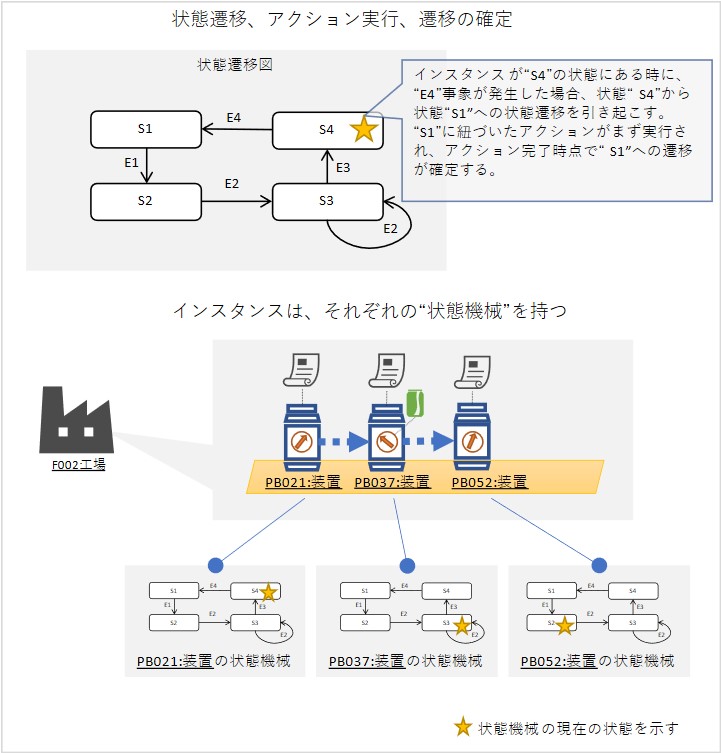 状態遷移、アクション実行、遷移の確定
状態遷移図
インスタンスが“S4”の状態にある時に、
“E4”事象が発生した場合、状態“ S4”から
状態“S1”への状態遷移を引き起こす。
“S1”に紐づいたアクションがまず実行さ
れ、アクション完了時点で“ S1”への遷移
が確定する。
S1
E4
S4
E1
E3
S2
E2
S3
E2
インスタンスは、それぞれの“状態機械”を持つ
F002:工場
PB021:装置
PB037:装置
PB052:装置
S1
E4
S4
E1
E3
S2
E2
S3
E2
PB021:装置の状態機械
S1
E4
S4
E1
E3
S2
E2
S3
E2
PB037:装置の状態機械
S1
E4
S4
E1
E3
S2
E2
S3
E2
PB052:装置の状態機械
状態機械の現在の状態を示す